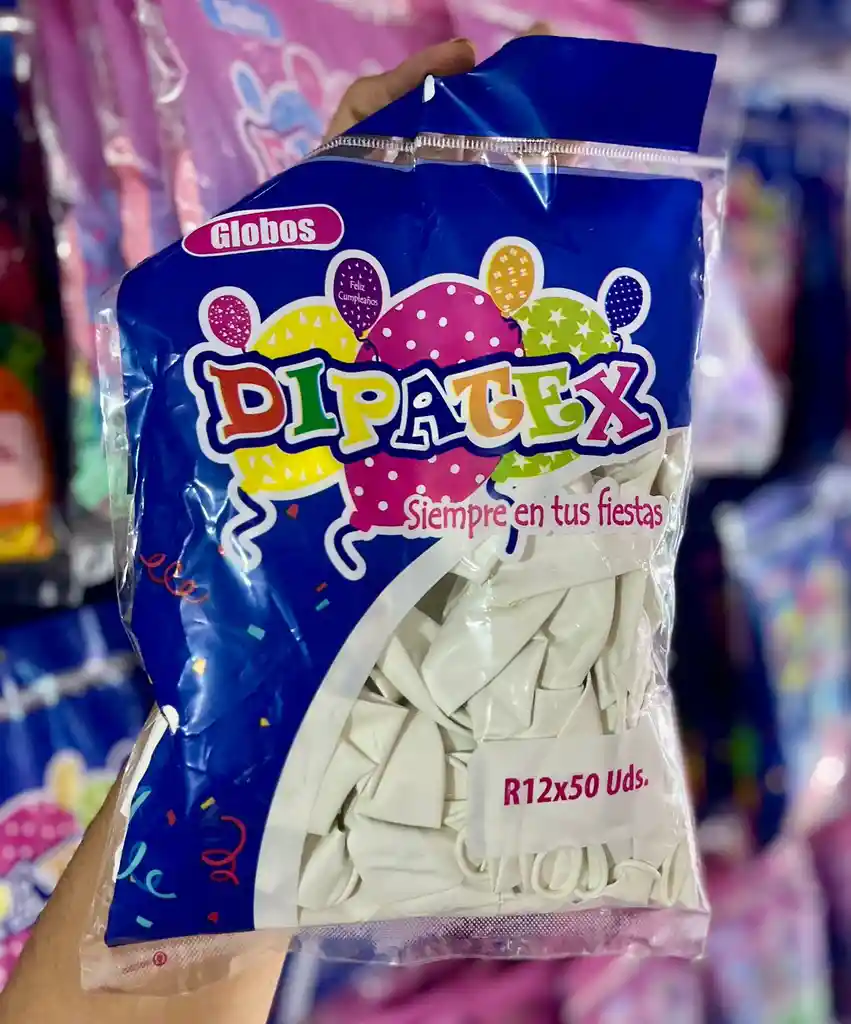 Globos
Feliz
Cumpleaños
DIPATEX
Siempre en tus fiestas
R12x50 Uds.